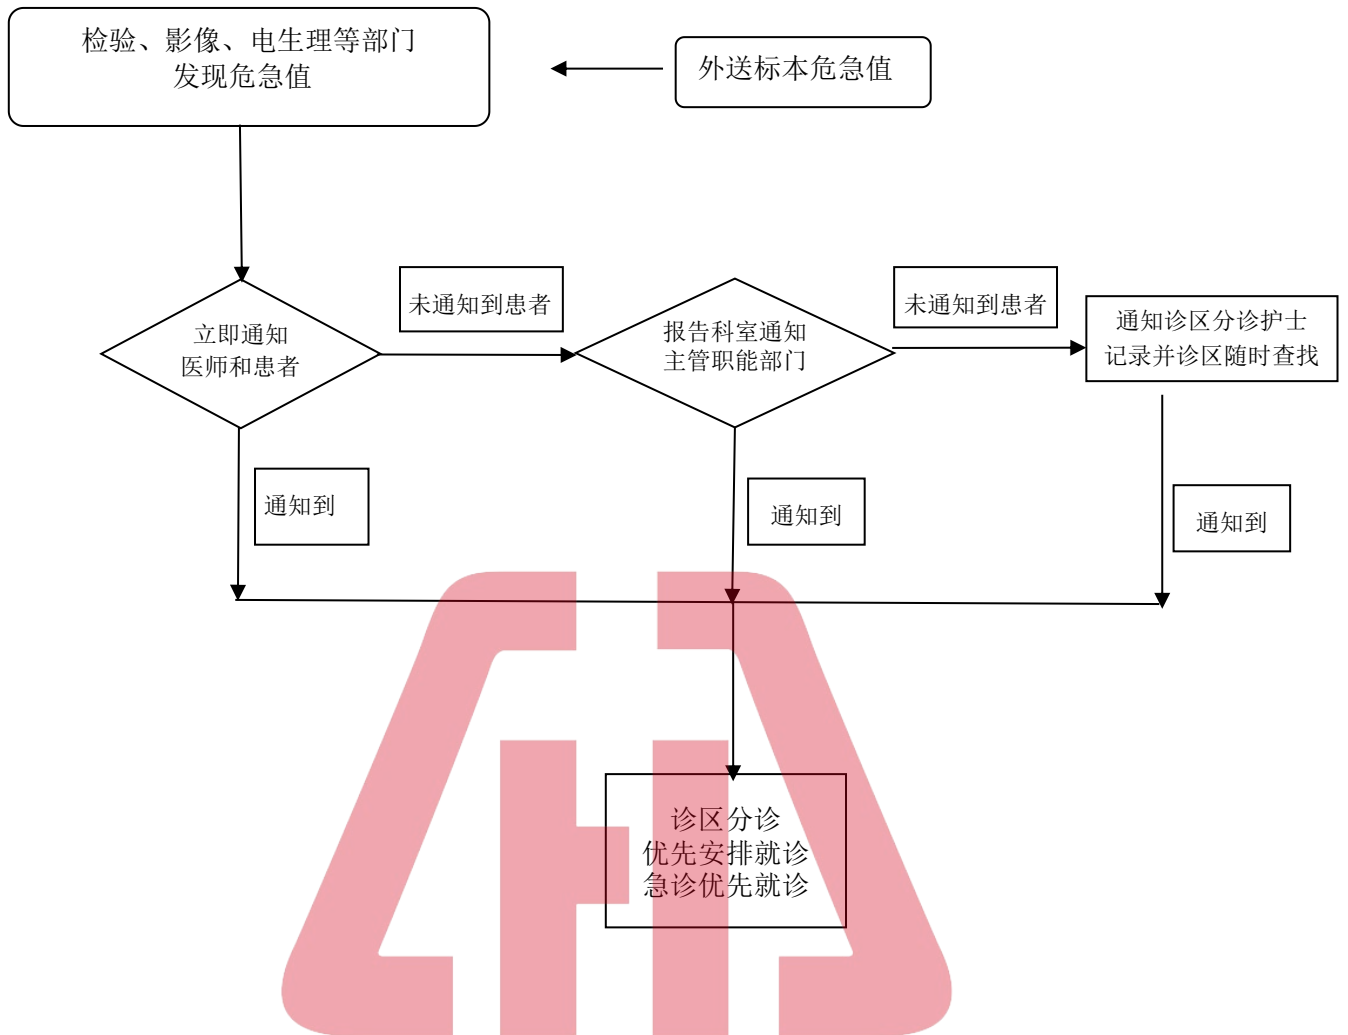 检验、影像、电生理等部门
发现危急值
外送标本危急值
未通知到患者
未通知到患者
立即通知
医师和患者
报告科室通知
主管职能部门
通知诊区分诊护士
记录并诊区随时查找
通知到
通知到
通知到
诊区分诊
优先安排就诊
急诊优先就诊